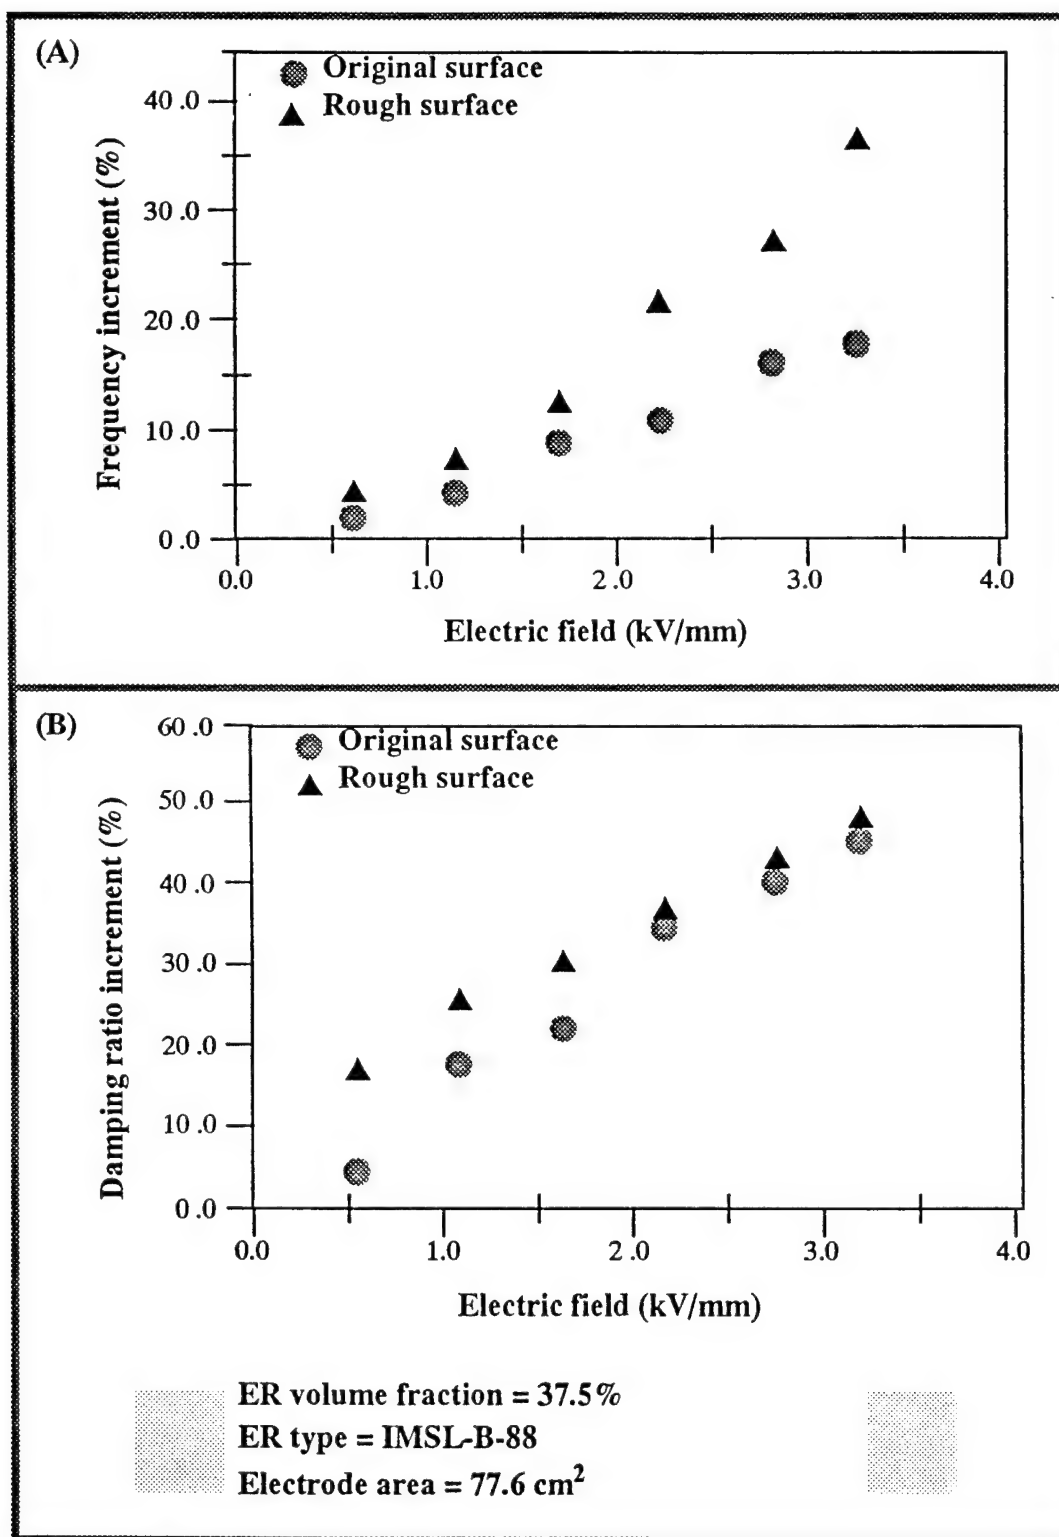 (A)
Original surface
Rough surface
40.0
30.0
20.0
10.0
0.0
Frequency increment (%)
0.0 1.0 2.0 3.0 4.0
Electric field (kV/mm)
(B)
Original surface
Rough surface
60.0
50.0
40.0
30.0
20.0
10.0
0.0
Damping ratio increment (%)
0.0 1.0 2.0 3.0 4.0
Electric field (kV/mm)
ER volume fraction = 37.5%
ER type = IMSL-B-88
Electrode area = 77.6 cm²